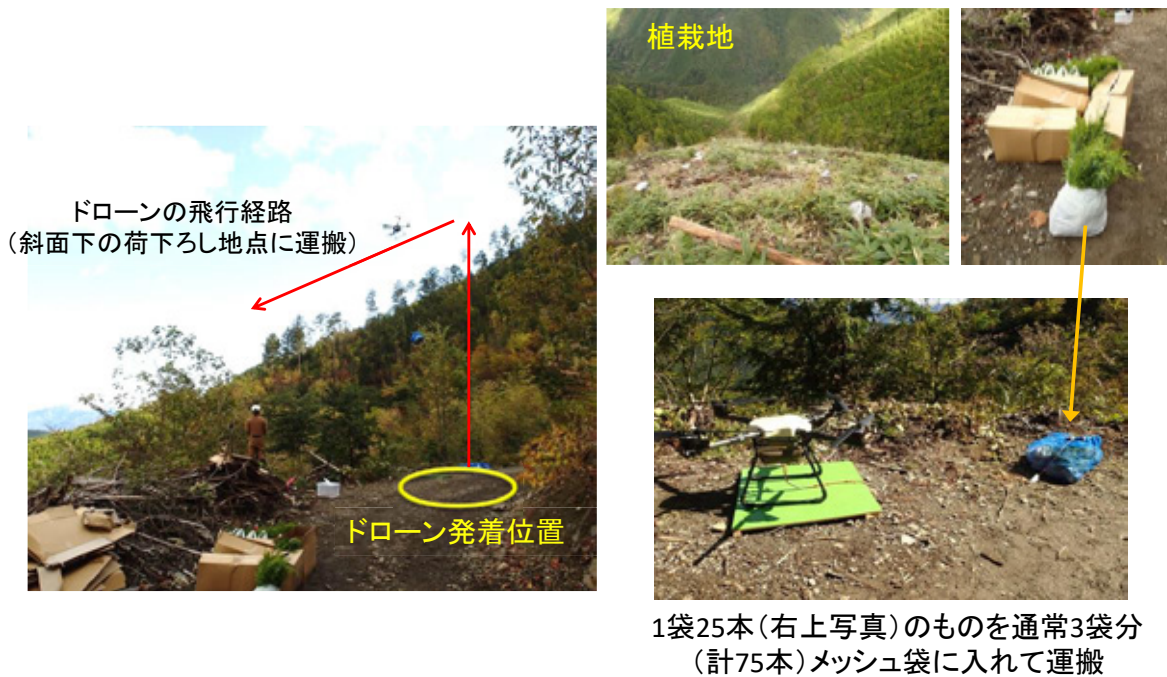 植栽地
ドローンの飛行経路
（斜面下の荷下ろし地点に運搬）
ドローン発着位置
1袋25本（右上写真）のものを通常3袋分
（計75本）メッシュ袋に入れて運搬